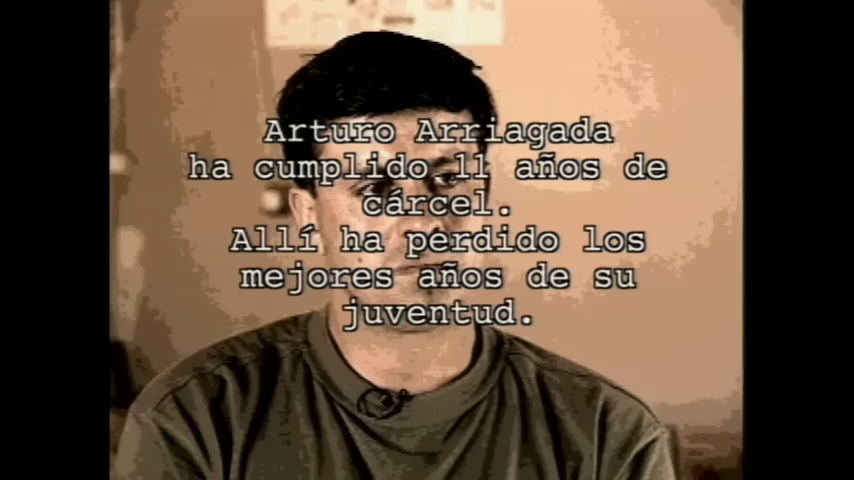 Arturo Arriagada
ha cumplido 11 años de
cárcel.
Allí ha perdido los
mejores años de su
juventud.